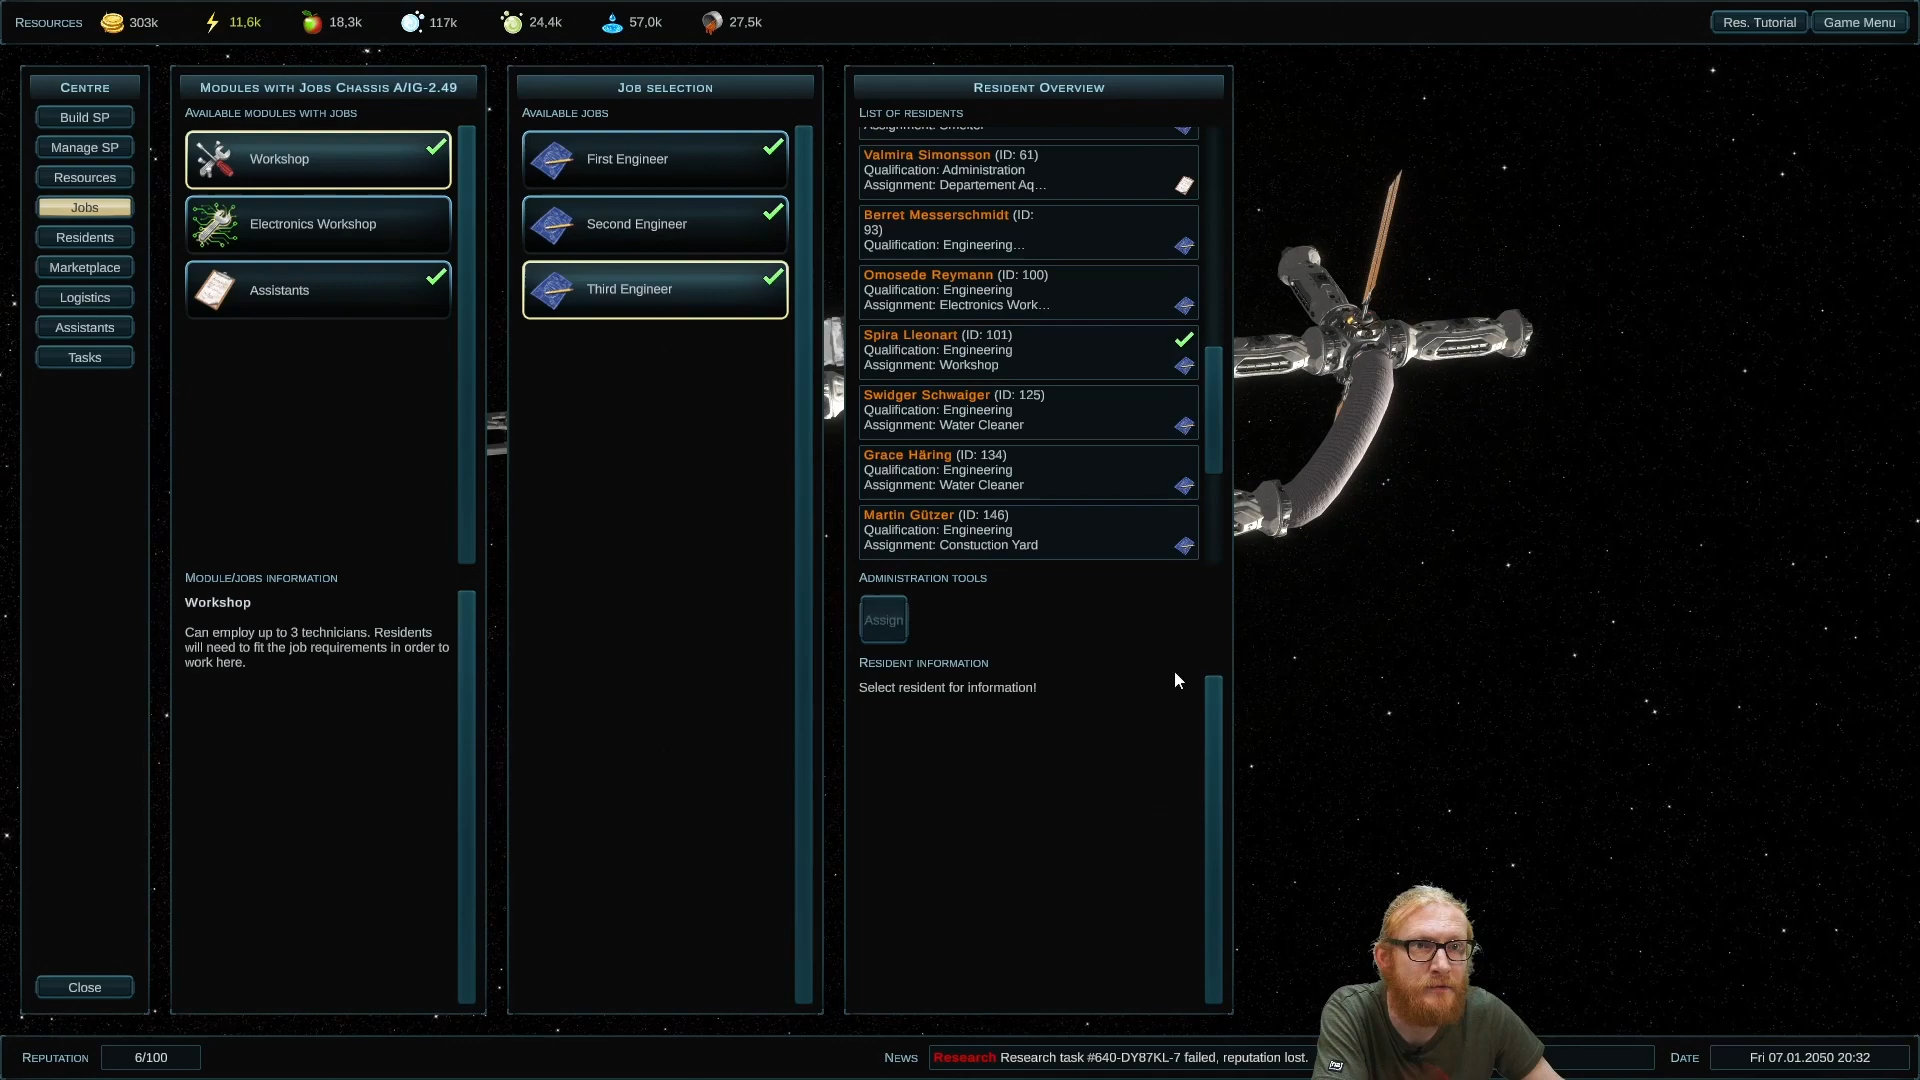 Resources 303k 11,6k 18,3k 117k 24,4k 57,0k 27,5k Res. Tutorial Game Menu
Centre
Build SP
Manage SP
Resources
Jobs
Residents
Marketplace
Logistics
Assistants
Tasks
Close
Modules with Jobs Chassis A/IG-2.49
Available modules with jobs
Workshop
Electronics Workshop
Assistants
Module/jobs information
Workshop
Can employ up to 3 technicians. Residents
will need to fit the job requirements in order to
work here.
Job selection
Available jobs
First Engineer
Second Engineer
Third Engineer
Resident Overview
List of residents
Assignment: Smelter
Valmira Simonsson (ID: 61)
Qualification: Administration
Assignment: Departement Aq...
Berret Messerschmidt (ID:
93)
Qualification: Engineering...
Omosede Reymann (ID: 100)
Qualification: Engineering
Assignment: Electronics Work...
Spira Lleonart (ID: 101)
Qualification: Engineering
Assignment: Workshop
Swidger Schwaiger (ID: 125)
Qualification: Engineering
Assignment: Water Cleaner
Grace Häring (ID: 134)
Qualification: Engineering
Assignment: Water Cleaner
Martin Gützer (ID: 146)
Qualification: Engineering
Assignment: Constuction Yard
Administration tools
Assign
Resident information
Select resident for information!
Reputation 6/100 News Research Research task #640-DY87KL-7 failed, reputation lost. Date Fri 07.01.2050 20:32